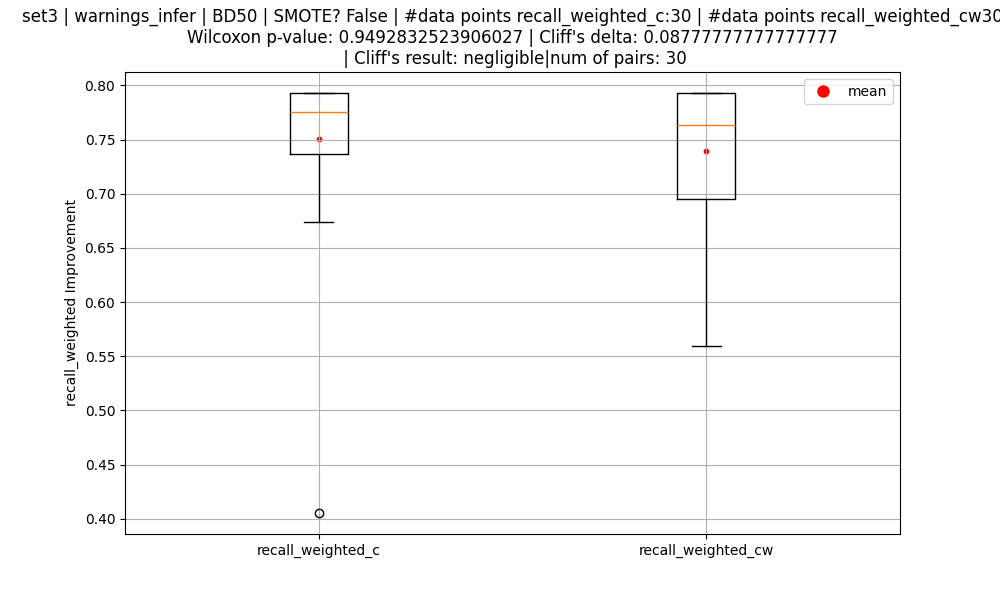 set3 | warnings_infer | BD50 | SMOTE? False | #data points recall_weighted_c:30 | #data points recall_weighted_cw30
Wilcoxon p-value: 0.9492832523906027 | Cliff's delta: 0.08777777777777777
| Cliff's result: negligible|num of pairs: 30
mean
recall_weighted Improvement
0.80
0.75
0.70
0.65
0.60
0.55
0.50
0.45
0.40
recall_weighted_c
recall_weighted_cw